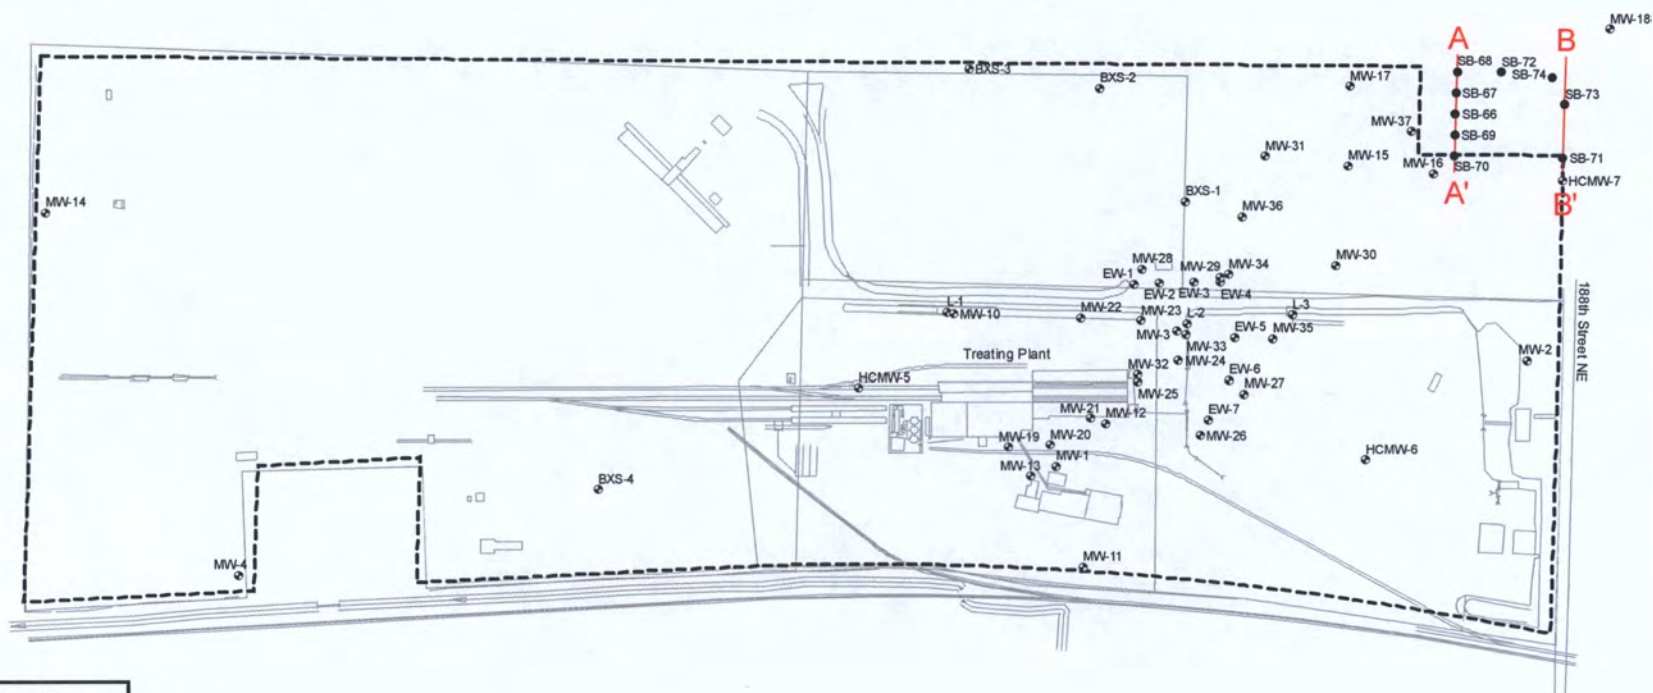 MW-18
A
B
SB-68
SB-72
SB-74
BXS-3
BXS-2
MW-17
SB-67
SB-73
SB-66
MW-37
SB-69
MW-31
MW-15
MW-16
SB-70
SB-71
HCMW-7
A'
B'
MW-14
BXS-1
MW-36
MW-28
MW-30
EW-1
MW-29
MW-34
EW-2
EW-3
EW-4
188th Street NE
L-1
MW-10
MW-22
MW-23
L-2
L-3
MW-3
EW-5
MW-35
MW-33
Treating Plant
MW-24
MW-2
MW-32
EW-6
HCMW-5
MW-25
MW-27
MW-21
MW-12
EW-7
MW-26
MW-19
MW-20
HCMW-6
MW-1
MW-13
BXS-4
MW-4
MW-11